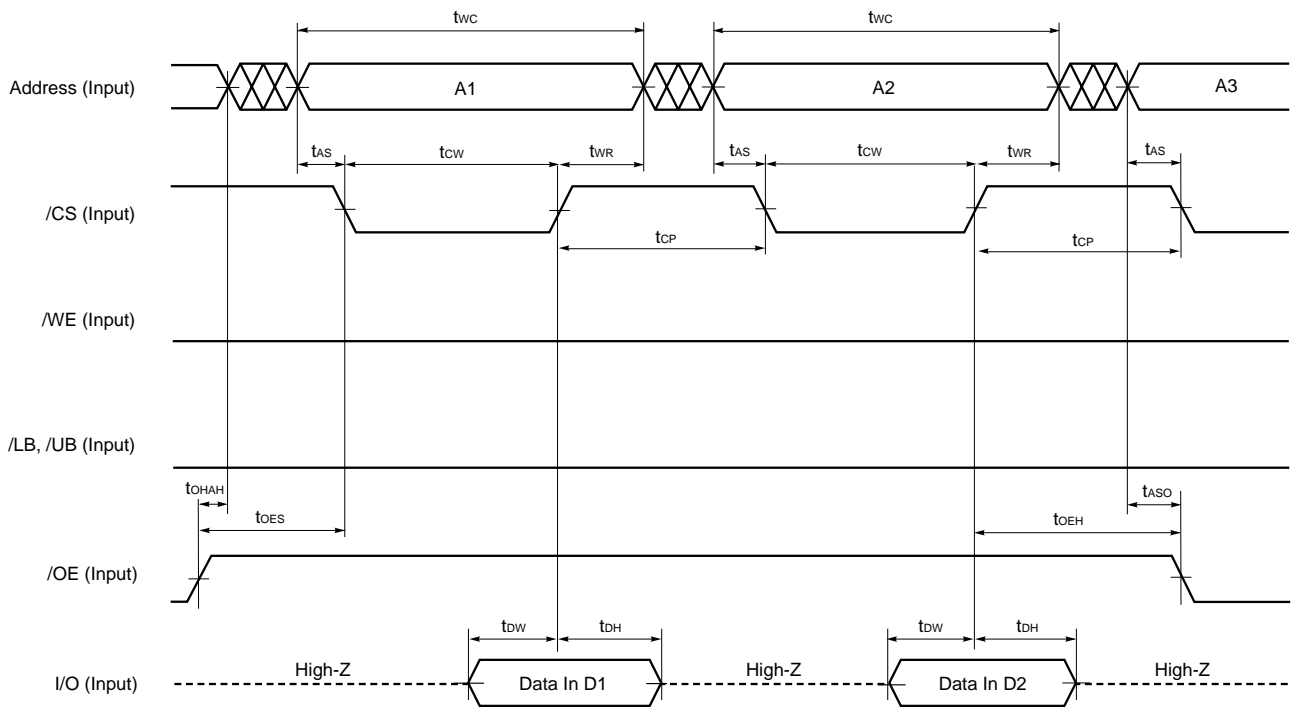 tWC tWC
Address (Input) A1 A2 A3
tAS tCW tWR tAS tCW tWR tAS
/CS (Input)
tCP tCP
/WE (Input)
/LB, /UB (Input)
tOHAH tASO
tOES tOEH
/OE (Input)
tDW tDH tDW tDH
I/O (Input) High-Z Data In D1 High-Z Data In D2 High-Z